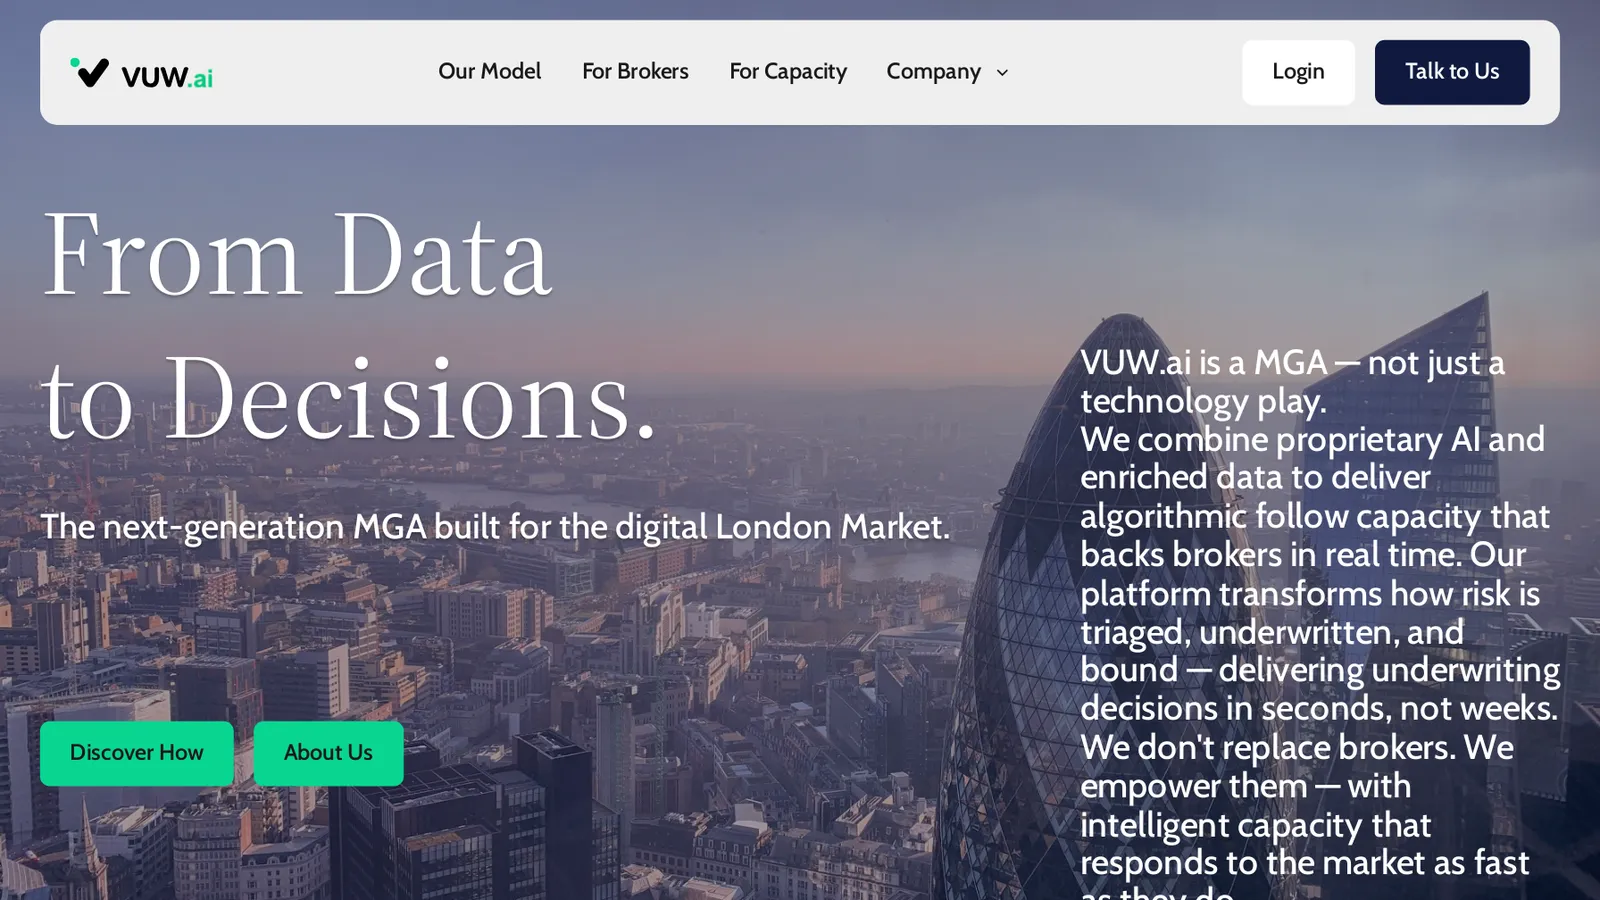 VUW.ai
Our Model
For Brokers
For Capacity
Company
Login
Talk to Us
From Data
to Decisions.
The next-generation MGA built for the digital London Market.
Discover How
About Us
VUW.ai is a MGA — not just a
technology play.
We combine proprietary AI and
enriched data to deliver
algorithmic follow capacity that
backs brokers in real time. Our
platform transforms how risk is
triaged, underwritten, and
bound — delivering underwriting
decisions in seconds, not weeks.
We don't replace brokers. We
empower them — with
intelligent capacity that
responds to the market as fast
as they do